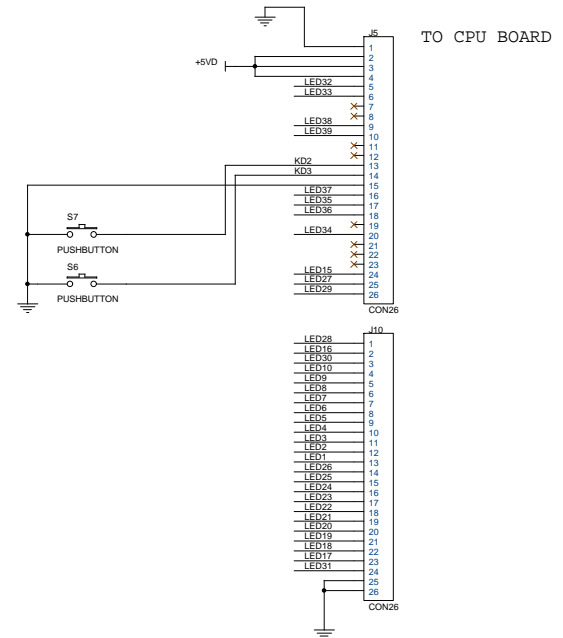 J5
TO CPU BOARD
1
2
+5VD
3
4
LED32
5
LED33
6
7
8
LED38
9
LED39
10
11
12
KD2
13
KD3
14
15
LED37
16
LED35
17
LED36
18
19
LED34
20
21
22
23
LED15
24
LED27
25
LED29
26
CON26
S7
PUSHBUTTON
S6
PUSHBUTTON
J10
LED28
1
LED16
2
LED30
3
LED10
4
LED9
5
LED8
6
LED7
7
LED6
8
LED5
9
LED4
10
LED3
11
LED2
12
LED1
13
LED26
14
LED25
15
LED24
16
LED23
17
LED22
18
LED21
19
LED20
20
LED19
21
LED18
22
LED17
23
LED31
24
25
26
CON26